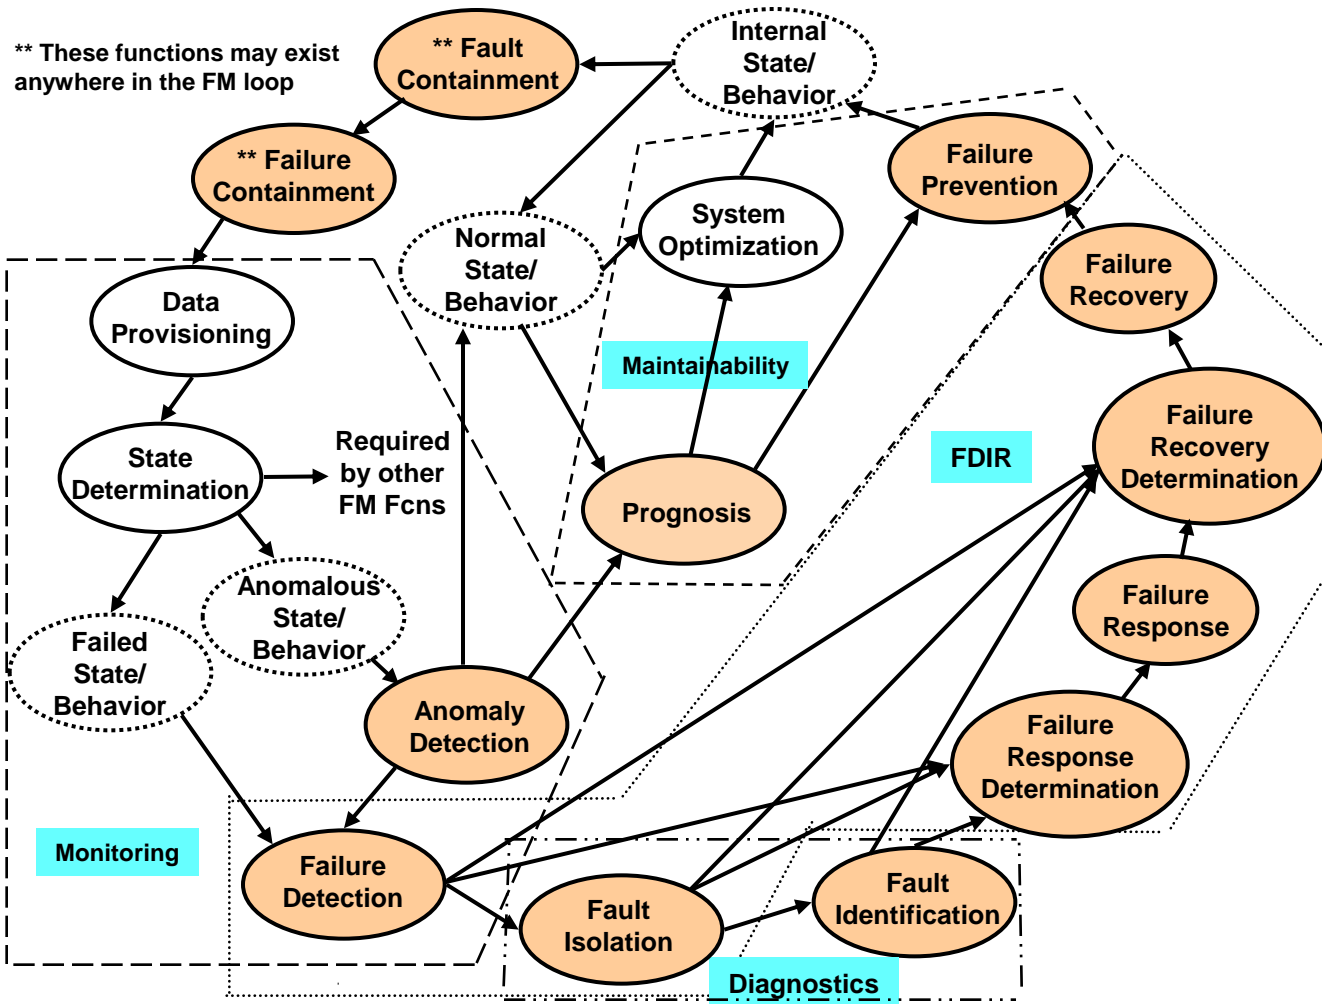 ** These functions may exist
anywhere in the FM loop
** Fault
Containment
Internal
State/
Behavior
** Failure
Containment
Failure
Prevention
System
Optimization
Normal
State/
Behavior
Failure
Recovery
Data
Provisioning
Maintainability
Failure
Recovery
Determination
Required
by other
FM Fcns
State
Determination
FDIR
Prognosis
Anomalous
State/
Behavior
Failure
Response
Failed
State/
Behavior
Anomaly
Detection
Failure
Response
Determination
Monitoring
Failure
Detection
Fault
Isolation
Fault
Identification
Diagnostics